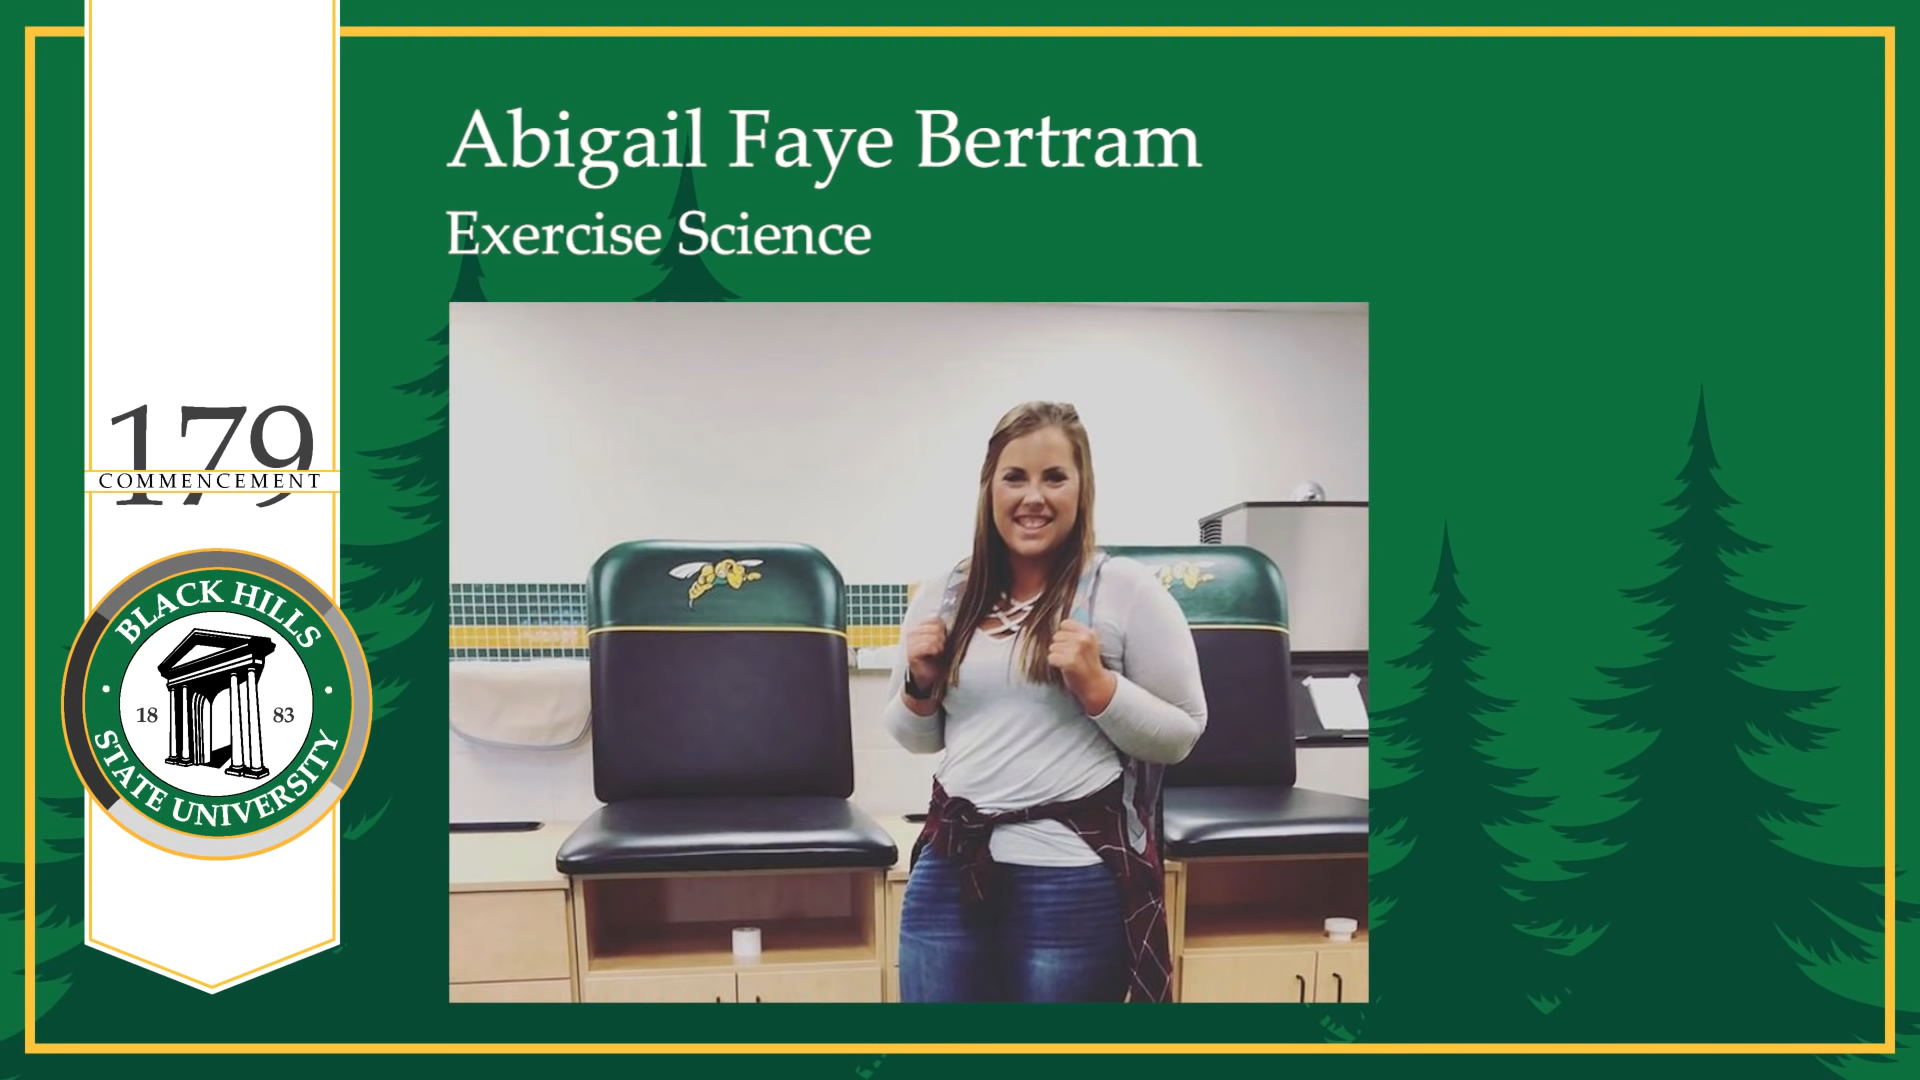 Abigail Faye Bertram
Exercise Science
179
COMMENCEMENT
BLACK HILLS
18 83
STATE UNIVERSITY